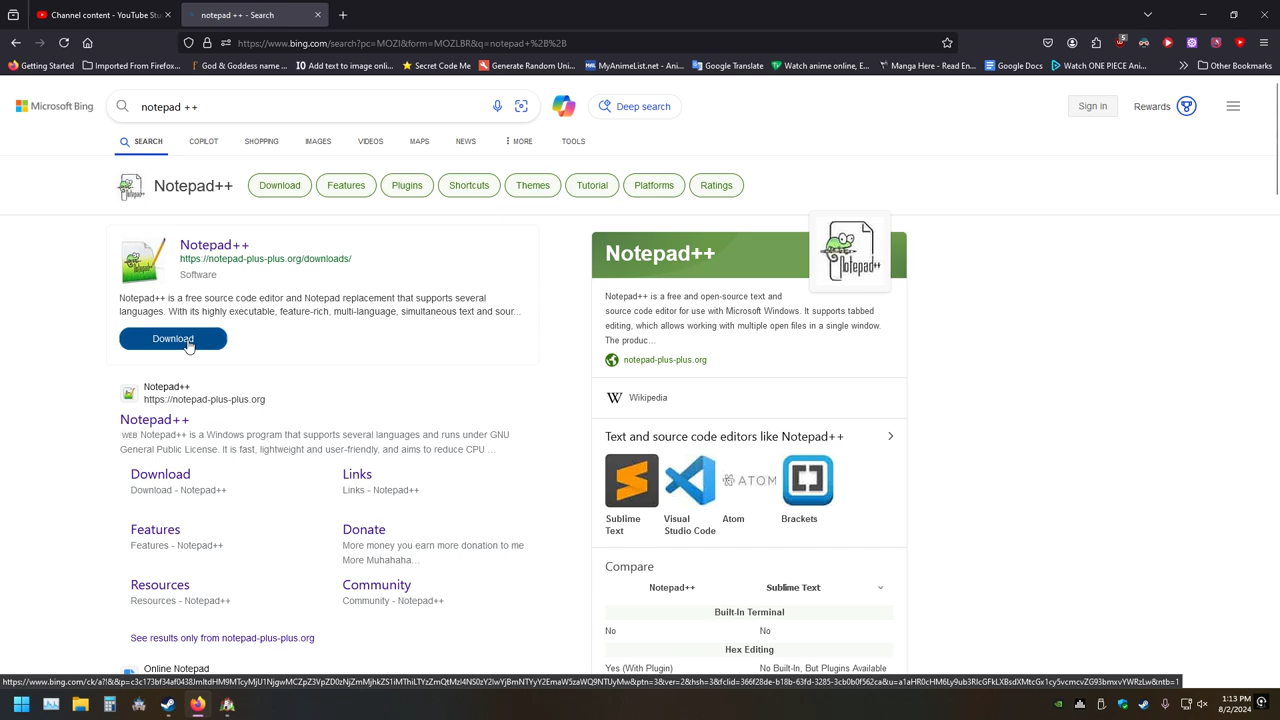 Channel content - YouTube Stu
notepad ++ - Search
https://www.bing.com/search?pc=MOZI&form=MOZLBR&q=notepad+%2B%2B
Getting Started
Imported From Firefox...
God & Goddess name ...
Add text to image onli...
Secret Code Me
Generate Random Uni...
MyAnimeList.net - Ani...
Google Translate
Watch anime online, E...
Manga Here - Read En...
Google Docs
Watch ONE PIECE Ani...
Other Bookmarks
Microsoft Bing
notepad ++
Deep search
Sign in
Rewards
SEARCH
COPILOT
SHOPPING
IMAGES
VIDEOS
MAPS
NEWS
MORE
TOOLS
Notepad++
Download
Features
Plugins
Shortcuts
Themes
Tutorial
Platforms
Ratings
Notepad++
https://notepad-plus-plus.org/downloads/
Software
Notepad++ is a free source code editor and Notepad replacement that supports several
languages. With its highly executable, feature-rich, multi-language, simultaneous text and sour...
Download
Notepad++
https://notepad-plus-plus.org
Notepad++
WEB Notepad++ is a Windows program that supports several languages and runs under GNU
General Public License. It is fast, lightweight and user-friendly, and aims to reduce CPU ...
Download
Download - Notepad++
Links
Links - Notepad++
Features
Features - Notepad++
Donate
More money you earn more donation to me
More Muhahaha...
Resources
Resources - Notepad++
Community
Community - Notepad++
See results only from notepad-plus-plus.org
Online Notepad
Notepad++
Notepad++
Notepad++ is a free and open-source text and
source code editor for use with Microsoft Windows. It supports tabbed
editing, which allows working with multiple open files in a single window.
The produc...
notepad-plus-plus.org
W Wikipedia
Text and source code editors like Notepad++
ATOM
Sublime
Text
Visual
Studio Code
Atom
Brackets
Compare
Notepad++
Sublime Text
Built-In Terminal
No
No
Hex Editing
Yes (With Plugin)
No Built-In, But Plugins Available
1:13 PM
8/2/2024